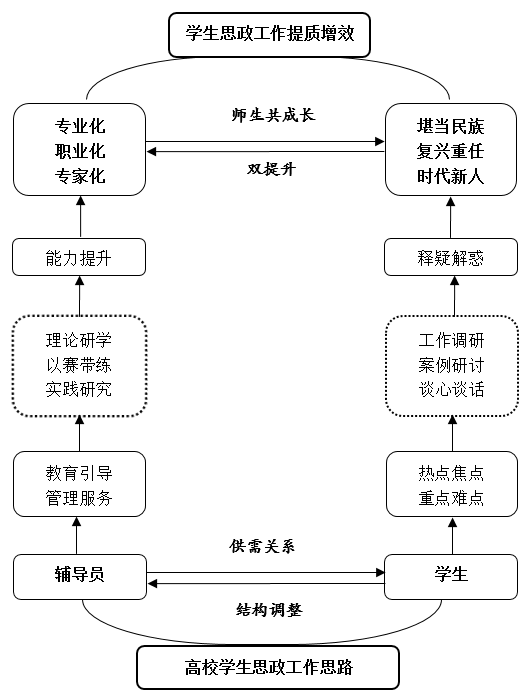 学生思政工作提质增效
专业化
职业化
专家化
师生共成长
双提升
堪当民族
复兴重任
时代新人
能力提升
释疑解惑
理论研学
以赛带练
实践研究
工作调研
案例研讨
谈心谈话
教育引导
管理服务
热点焦点
重点难点
辅导员
供需关系
结构调整
学生
高校学生思政工作思路